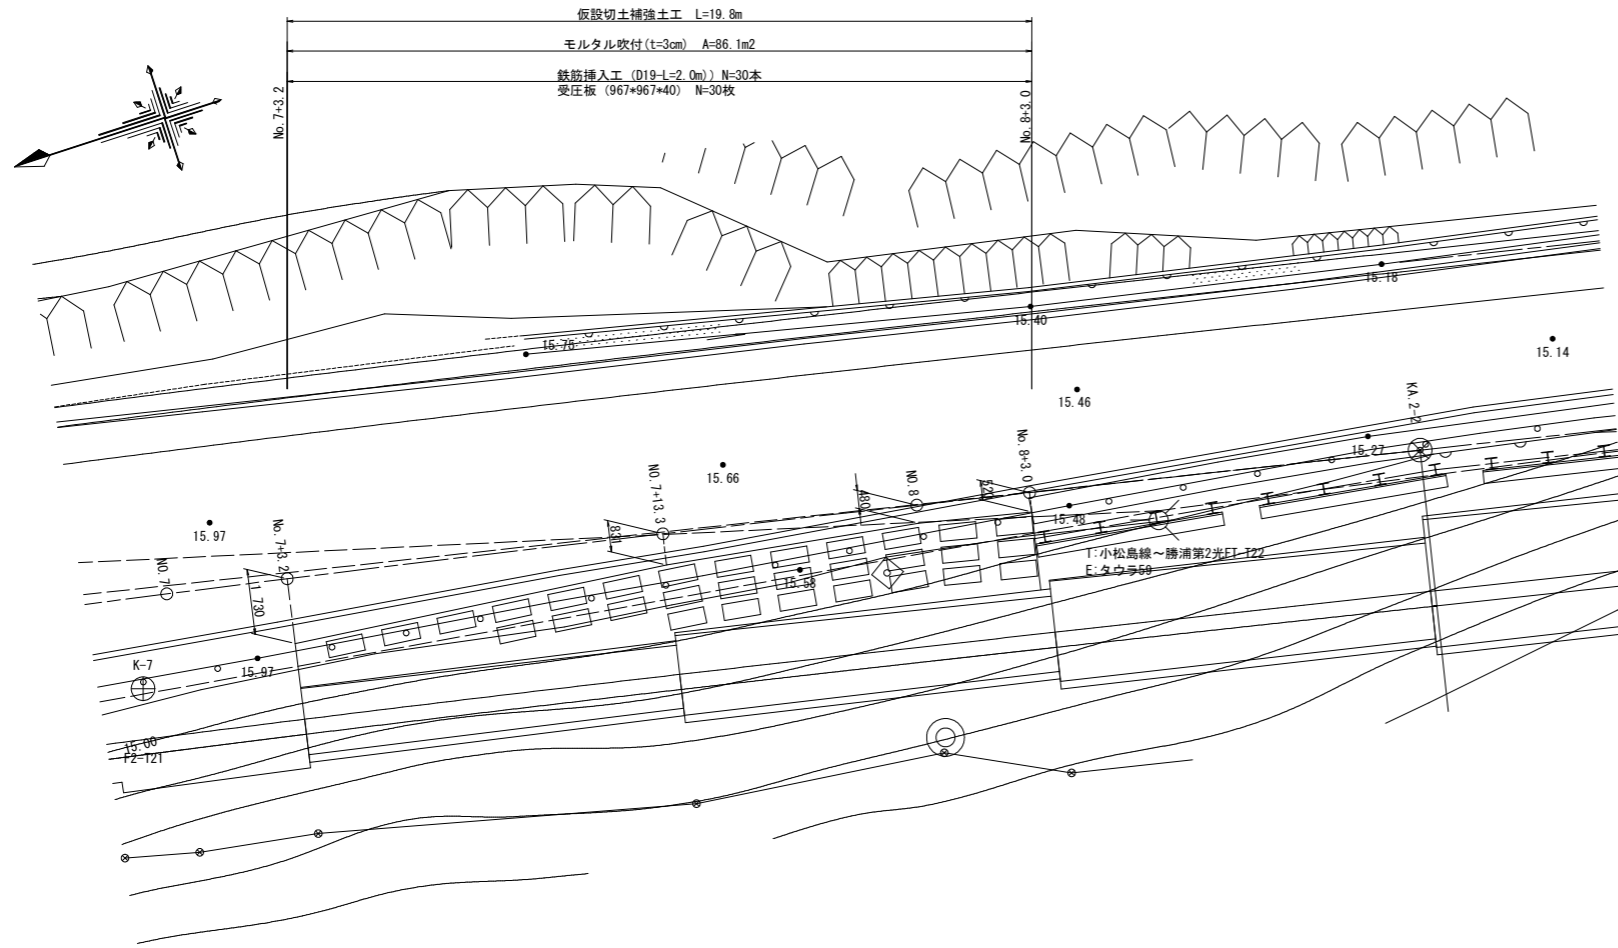 仮設切土補強土工 L=19.8m
モルタル吹付(t=3cm) A=86.1m2
鉄筋挿入工 (D19-L=2.0m)) N=30本
受圧板 (967*967*40) N=30枚
No.7+3.2
No.8+3.0
15.18
15.40
15.75
15.14
15.46
KA.2-2
15.27
15.66
NO.7+13.3
NO.8
No.8+3.0
480
520
831
15.48
15.97
No.7+3.2
NO.7
730
T:小松島線～勝浦第2光FT-T22
E:タウラ59
15.58
K-7
15.97
15.00
F2-T21